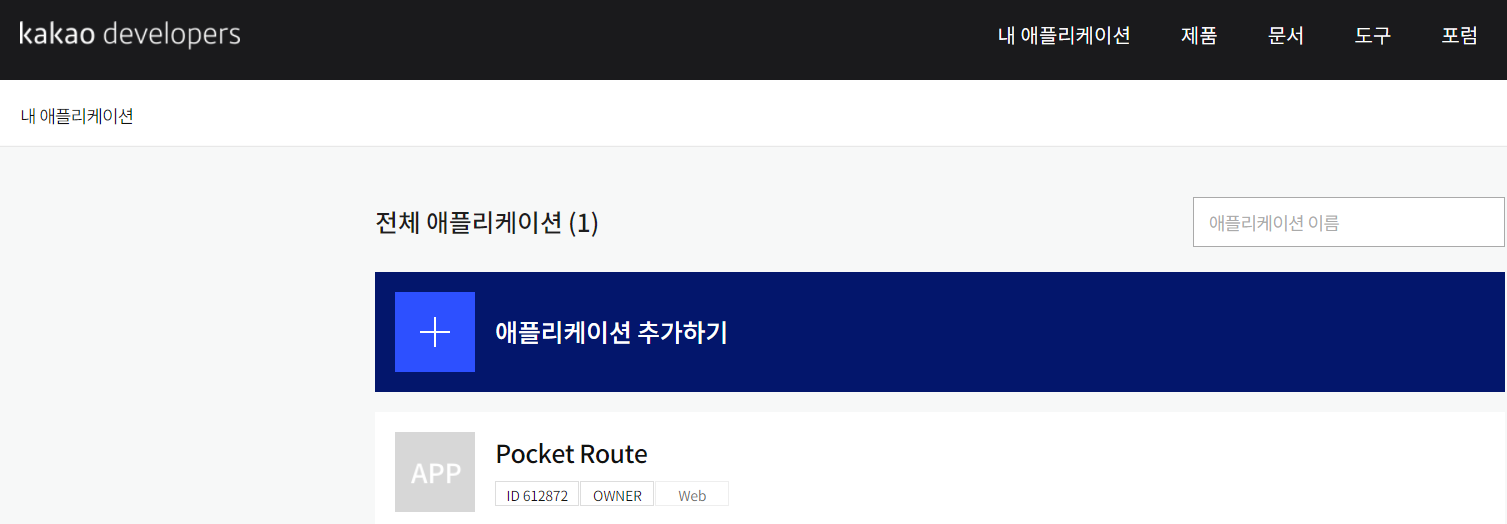 kakao developers 내 애플리케이션 제품 문서 도구 포럼
내 애플리케이션
전체 애플리케이션 (1) 애플리케이션 이름
애플리케이션 추가하기
APP
Pocket Route
ID 612872 OWNER Web